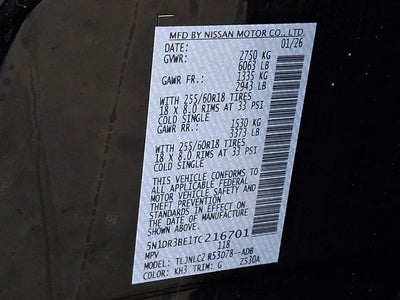 MFD BY NISSAN MOTOR CO., LTD.
DATE: 01/26
GVWR: 2750 KG
6063 LB
GAWR FR.: 1335 KG
2943 LB
WITH 255/60R18 TIRES
18 X 8.0 RIMS AT 33 PSI
COLD SINGLE
GAWR RR.: 1530 KG
3373 LB
WITH 255/60R18 TIRES
18 X 8.0 RIMS AT 33 PSI
COLD SINGLE
THIS VEHICLE CONFORMS TO
ALL APPLICABLE FEDERAL
MOTOR VEHICLE SAFETY AND
THEFT PREVENTION
STANDARDS IN EFFECT ON
THE DATE OF MANUFACTURE
SHOWN ABOVE.
5N1DR3BE1TC216701
MPV 118
MODEL: TLJNLC2 R53D78--ADB
COLOR: KH3 TRIM: G ZS30A